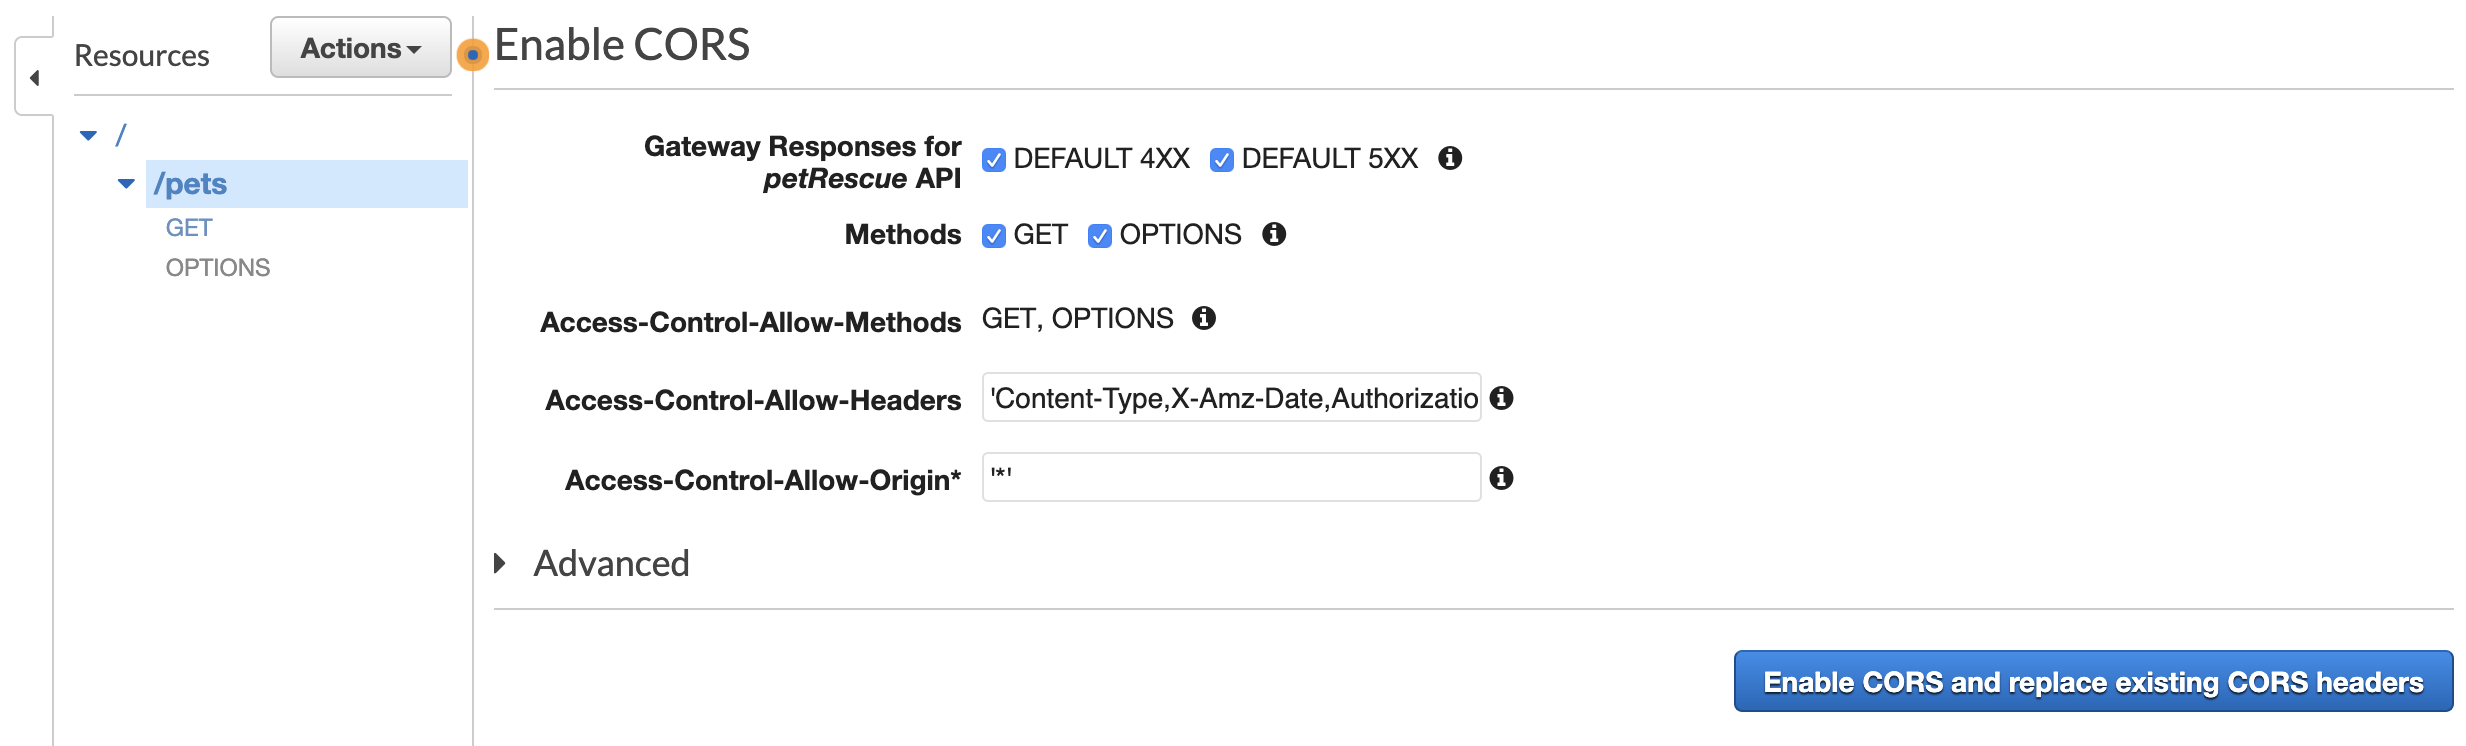 Resources
Actions
/
/pets
GET
OPTIONS
Enable CORS
Gateway Responses for
petRescue API
DEFAULT 4XX DEFAULT 5XX
Methods GET OPTIONS
Access-Control-Allow-Methods GET, OPTIONS
Access-Control-Allow-Headers 'Content-Type,X-Amz-Date,Authorizatio
Access-Control-Allow-Origin* '*'
Advanced
Enable CORS and replace existing CORS headers